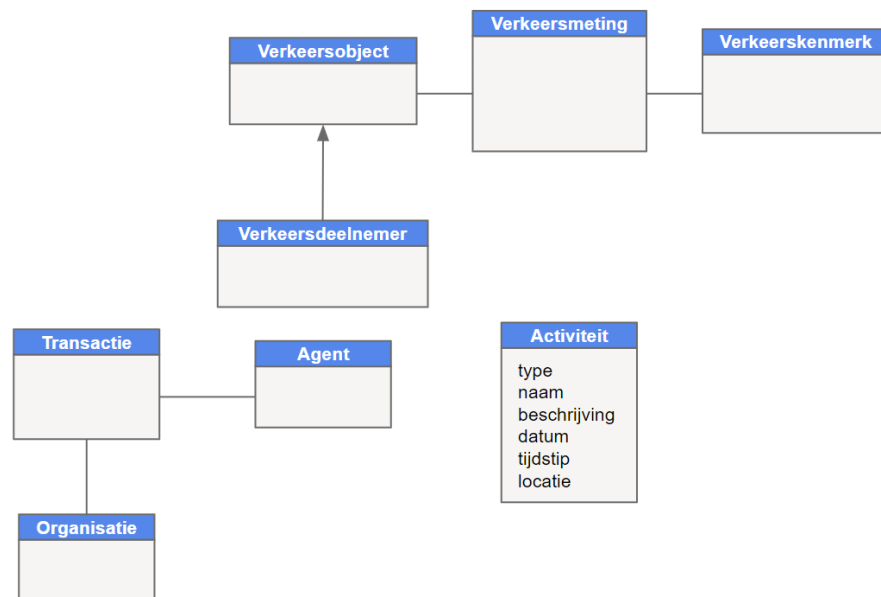 Verkeersmeting
Verkeersobject
Verkeerskenmerk
Verkeersdeelnemer
Transactie
Agent
Activiteit
type
naam
beschrijving
datum
tijdstip
locatie
Organisatie